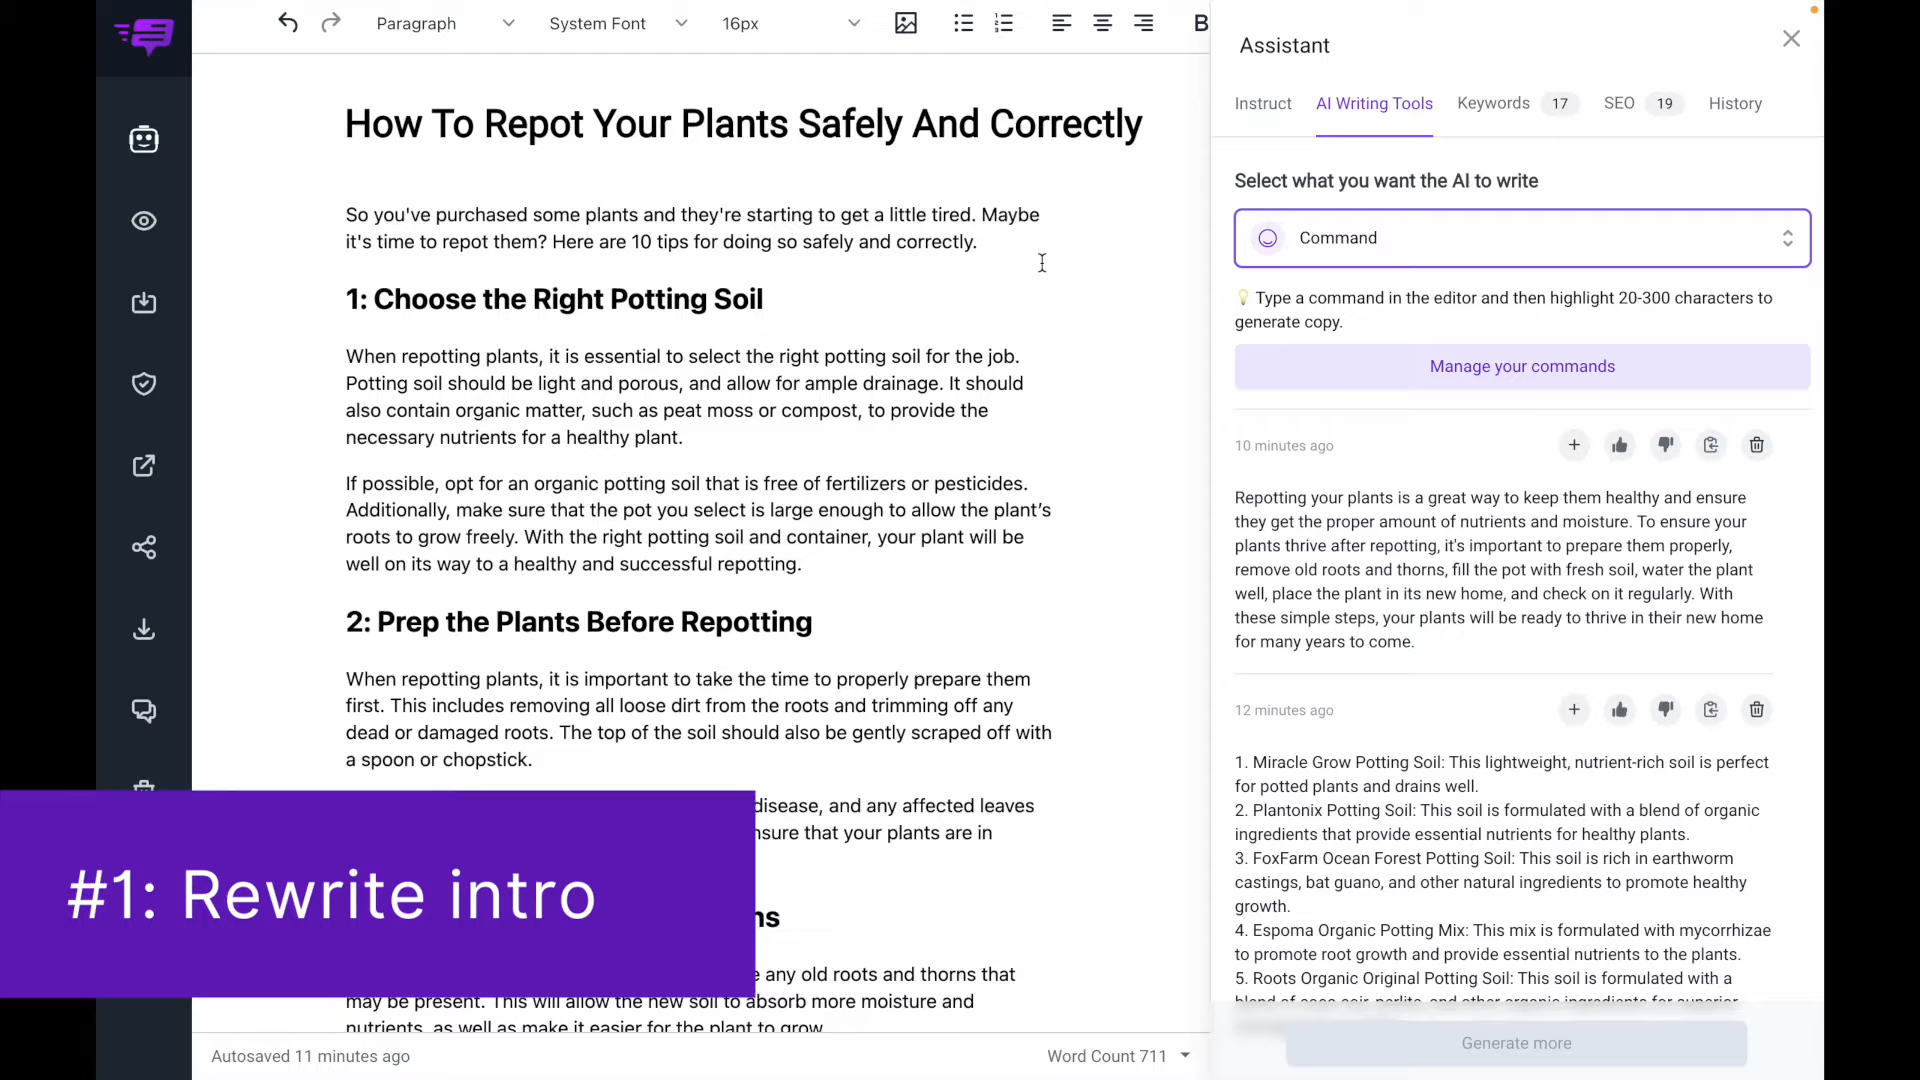 Paragraph
System Font
16px
B
How To Repot Your Plants Safely And Correctly
So you've purchased some plants and they're starting to get a little tired. Maybe
it's time to repot them? Here are 10 tips for doing so safely and correctly.
1: Choose the Right Potting Soil
When repotting plants, it is essential to select the right potting soil for the job.
Potting soil should be light and porous, and allow for ample drainage. It should
also contain organic matter, such as peat moss or compost, to provide the
necessary nutrients for a healthy plant.
If possible, opt for an organic potting soil that is free of fertilizers or pesticides.
Additionally, make sure that the pot you select is large enough to allow the plant’s
roots to grow freely. With the right potting soil and container, your plant will be
well on its way to a healthy and successful repotting.
2: Prep the Plants Before Repotting
When repotting plants, it is important to take the time to properly prepare them
first. This includes removing all loose dirt from the roots and trimming off any
dead or damaged roots. The top of the soil should also be gently scraped off with
a spoon or chopstick.
disease, and any affected leaves
nsure that your plants are in
ns
e any old roots and thorns that
may be present. This will allow the new soil to absorb more moisture and
nutrients, as well as make it easier for the plant to grow.
#1: Rewrite intro
Autosaved 11 minutes ago
Word Count 711
Assistant
Instruct
AI Writing Tools
Keywords 17
SEO 19
History
Select what you want the AI to write
Command
💡 Type a command in the editor and then highlight 20-300 characters to
generate copy.
Manage your commands
10 minutes ago
Repotting your plants is a great way to keep them healthy and ensure
they get the proper amount of nutrients and moisture. To ensure your
plants thrive after repotting, it's important to prepare them properly,
remove old roots and thorns, fill the pot with fresh soil, water the plant
well, place the plant in its new home, and check on it regularly. With
these simple steps, your plants will be ready to thrive in their new home
for many years to come.
12 minutes ago
1. Miracle Grow Potting Soil: This lightweight, nutrient-rich soil is perfect
for potted plants and drains well.
2. Plantonix Potting Soil: This soil is formulated with a blend of organic
ingredients that provide essential nutrients for healthy plants.
3. FoxFarm Ocean Forest Potting Soil: This soil is rich in earthworm
castings, bat guano, and other natural ingredients to promote healthy
growth.
4. Espoma Organic Potting Mix: This mix is formulated with mycorrhizae
to promote root growth and provide essential nutrients to the plants.
5. Roots Organic Original Potting Soil: This soil is formulated with a
blend of coco coir, perlite, and other organic ingredients for superior
Generate more